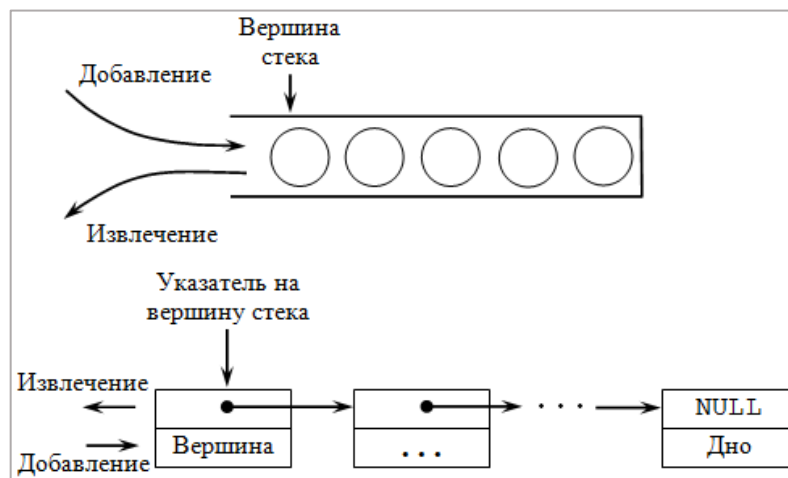 Вершина
стека
Добавление
Извлечение
Указатель на
вершину стека
Извлечение
NULL
Вершина
...
Дно
Добавление